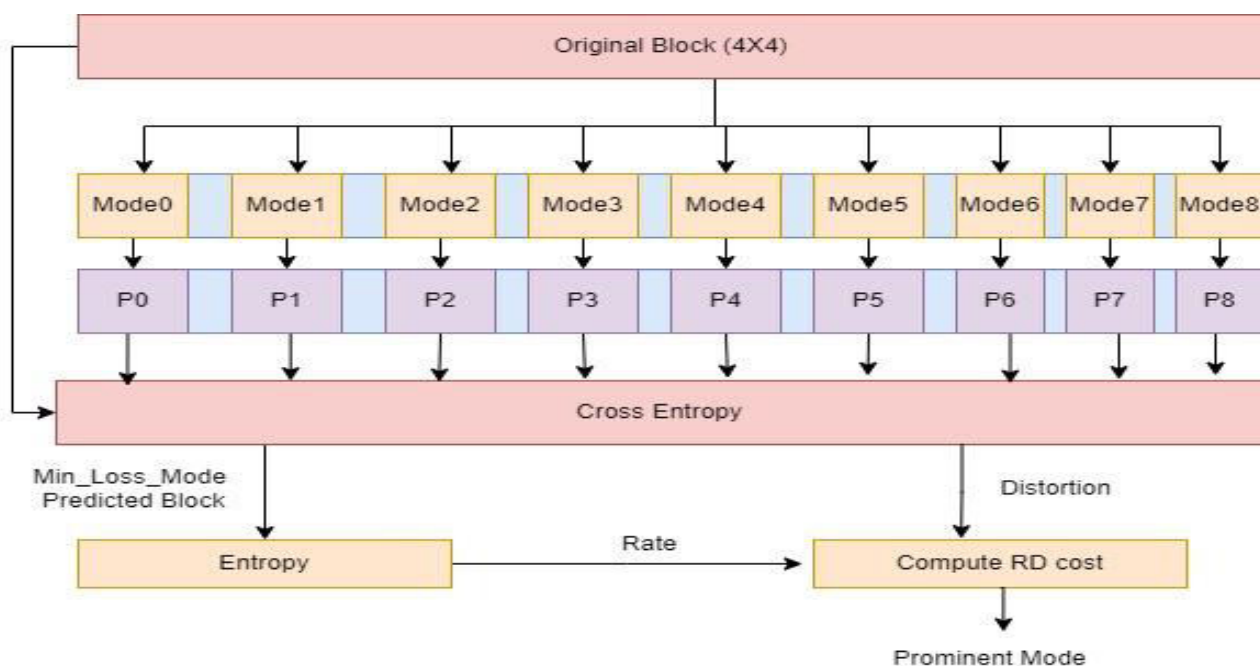 Original Block (4X4)
Mode0 Mode1 Mode2 Mode3 Mode4 Mode5 Mode6 Mode7 Mode8
P0 P1 P2 P3 P4 P5 P6 P7 P8
Cross Entropy
Min_Loss_Mode
Predicted Block
Distortion
Entropy
Rate
Compute RD cost
Prominent Mode